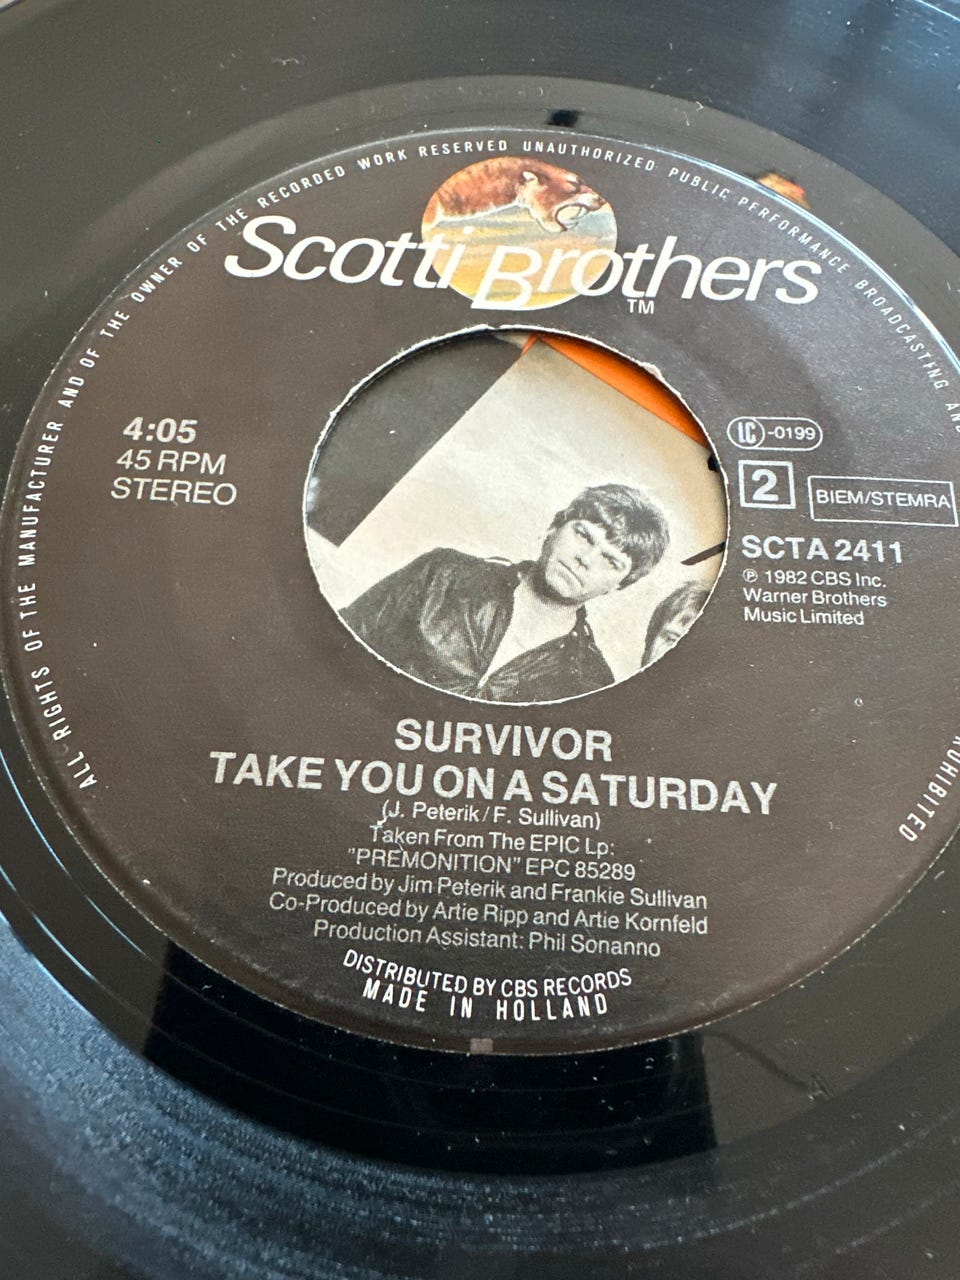 ALL RIGHTS OF THE MANUFACTURER AND OF THE OWNER OF THE RECORDED WORK RESERVED UNAUTHORIZED PUBLIC PERFORMANCE BROADCASTING AND
ROHIBITED
Scotti Brothers
TM
4:05
45 RPM
STEREO
LC-0199
2
BIEM/STEMRA
SCTA 2411
℗ 1982 CBS Inc.
Warner Brothers
Music Limited
SURVIVOR
TAKE YOU ON A SATURDAY
(J. Peterik/F. Sullivan)
Taken From The EPIC Lp:
"PREMONITION" EPC 85289
Produced by Jim Peterik and Frankie Sullivan
Co-Produced by Artie Ripp and Artie Kornfeld
Production Assistant: Phil Sonanno
DISTRIBUTED BY CBS RECORDS
MADE IN HOLLAND